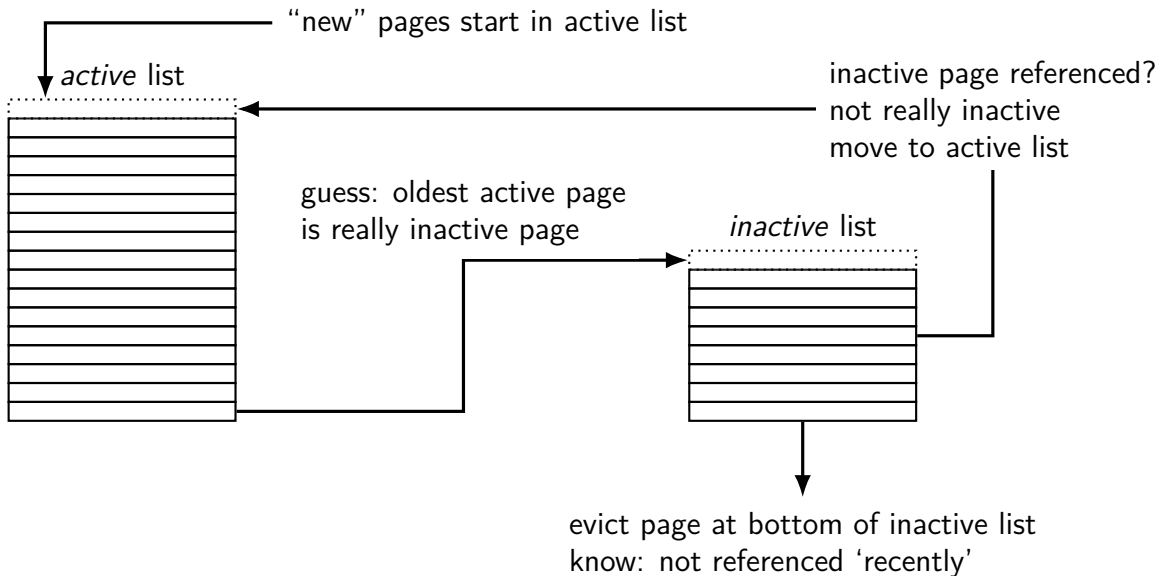 “new” pages start in active list
active list
inactive page referenced?
not really inactive
move to active list
guess: oldest active page
is really inactive page
inactive list
evict page at bottom of inactive list
know: not referenced ‘recently’